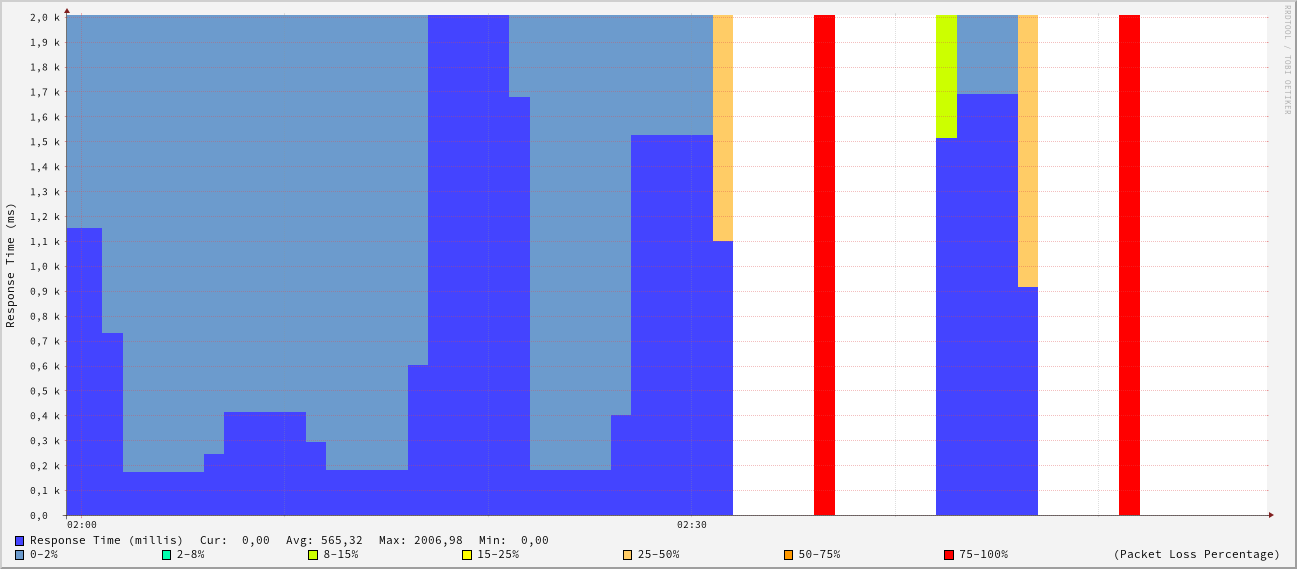 2,0 k
1,9 k
1,8 k
1,7 k
1,6 k
1,5 k
1,4 k
1,3 k
1,2 k
1,1 k
1,0 k
0,9 k
0,8 k
0,7 k
0,6 k
0,5 k
0,4 k
0,3 k
0,2 k
0,1 k
0,0
Response Time (ms)
RRDTOOL / TOBI OETIKER
02:00 02:30
Response Time (millis) Cur: 0,00 Avg: 565,32 Max: 2006,98 Min: 0,00
0-2% 2-8% 8-15% 15-25% 25-50% 50-75% 75-100% (Packet Loss Percentage)